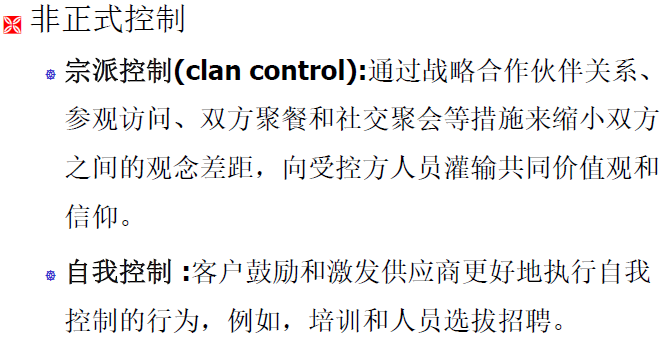 非正式控制
宗派控制(clan control):通过战略合作伙伴关系、
参观访问、双方聚餐和社交聚会等措施来缩小双方
之间的观念差距，向受控方人员灌输共同价值观和
信仰。
自我控制 :客户鼓励和激发供应商更好地执行自我
控制的行为，例如，培训和人员选拔招聘。